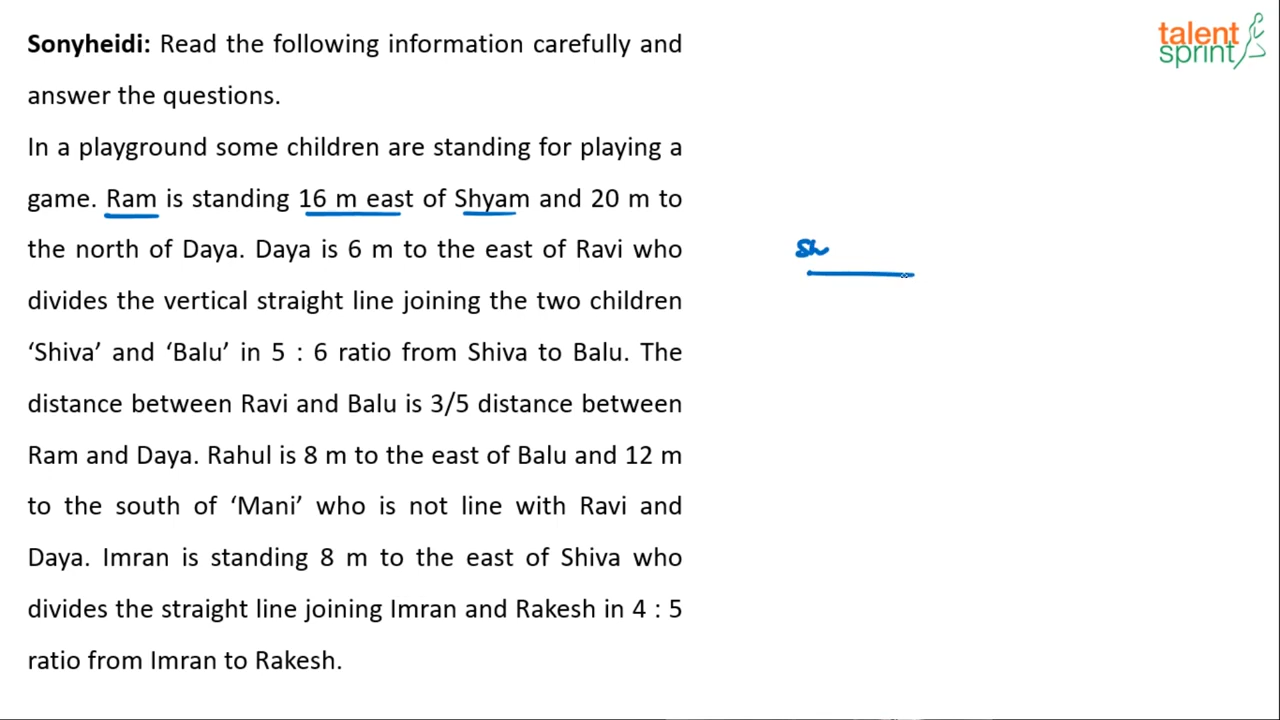 Sonyheidi: Read the following information carefully and
answer the questions.
In a playground some children are standing for playing a
game. Ram is standing 16 m east of Shyam and 20 m to
the north of Daya. Daya is 6 m to the east of Ravi who
divides the vertical straight line joining the two children
‘Shiva’ and ‘Balu’ in 5 : 6 ratio from Shiva to Balu. The
distance between Ravi and Balu is 3/5 distance between
Ram and Daya. Rahul is 8 m to the east of Balu and 12 m
to the south of ‘Mani’ who is not line with Ravi and
Daya. Imran is standing 8 m to the east of Shiva who
divides the straight line joining Imran and Rakesh in 4 : 5
ratio from Imran to Rakesh.
talent
sprint
Sh